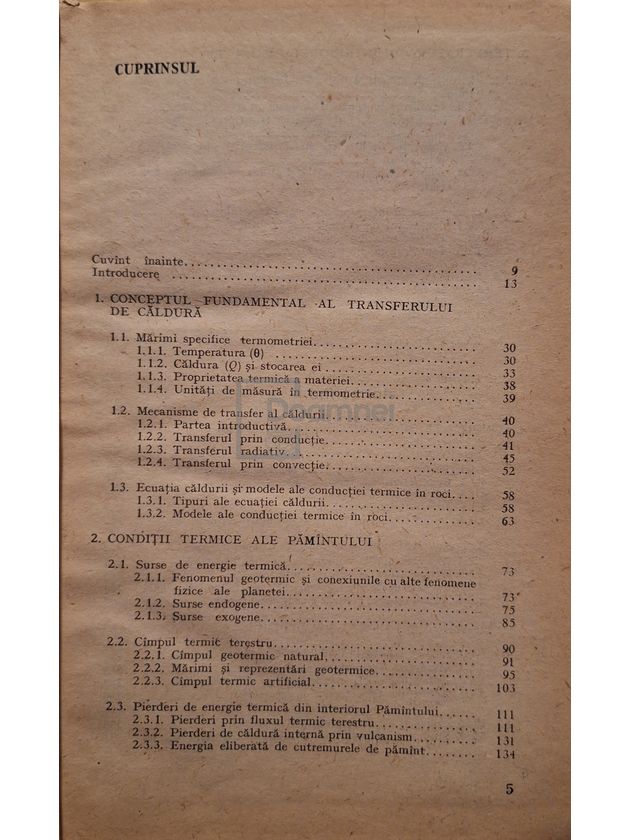 CUPRINSUL
Cuvînt înainte 9
Introducere 13
1. CONCEPTUL FUNDAMENTAL AL TRANSFERULUI
DE CĂLDURĂ
1.1. Mărimi specifice termometriei 30
1.1.1. Temperatura (θ) 30
1.1.2. Căldura (Q) și stocarea ei 33
1.1.3. Proprietatea termică a materiei 38
1.1.4. Unități de măsură în termometrie 39
1.2. Mecanisme de transfer al căldurii 40
1.2.1. Partea introductivă 40
1.2.2. Transferul prin conducție 41
1.2.3. Transferul radiativ 45
1.2.4. Transferul prin convecție 52
1.3. Ecuația căldurii și modele ale conducției termice în roci 58
1.3.1. Tipuri ale ecuației căldurii 58
1.3.2. Modele ale conducției termice în roci 63
2. CONDIȚII TERMICE ALE PĂMÎNTULUI
2.1. Surse de energie termică 73
2.1.1. Fenomenul geotermic și conexiunile cu alte fenomene
fizice ale planetei 73
2.1.2. Surse endogene 75
2.1.3. Surse exogene 85
2.2. Cîmpul termic terestru 90
2.2.1. Cîmpul geotermic natural 91
2.2.2. Mărimi și reprezentări geotermice 95
2.2.3. Cîmpul termic artificial 103
2.3. Pierderi de energie termică din interiorul Pămîntului 111
2.3.1. Pierderi prin fluxul termic terestru 111
2.3.2. Pierderi de căldură internă prin vulcanism 131
2.3.3. Energia eliberată de cutremurele de pămînt 134
5